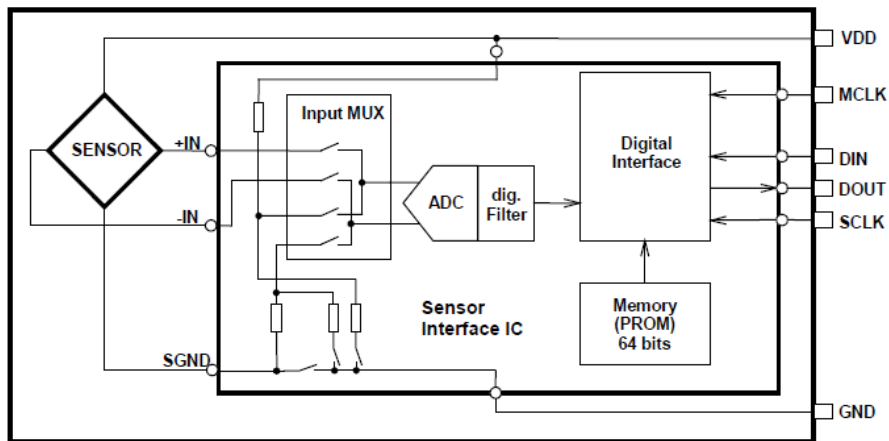 VDD
Input MUX
MCLK
+IN
SENSOR
Digital
Interface
DIN
DOUT
ADC
dig.
Filter
-IN
SCLK
Sensor
Interface IC
Memory
(PROM)
64 bits
SGND
GND